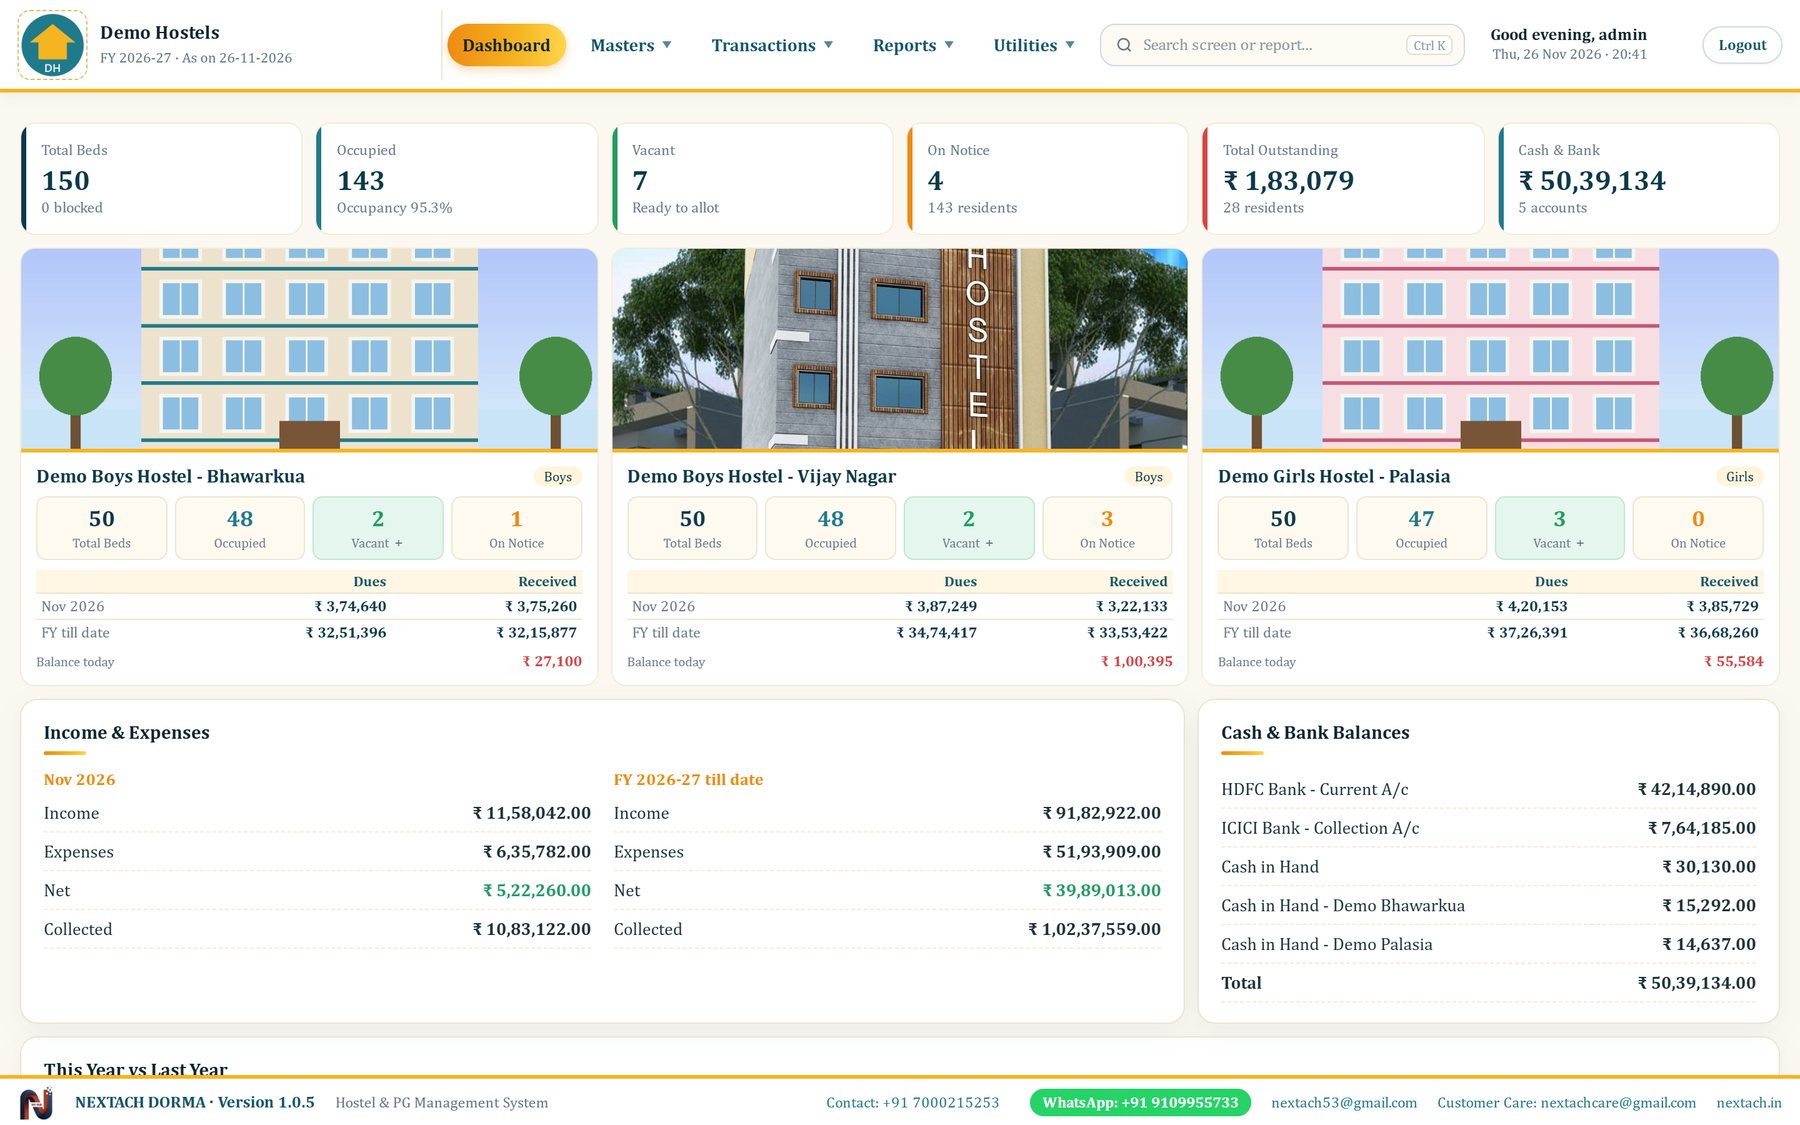 DH
Demo Hostels
FY 2026-27 · As on 26-11-2026
Dashboard
Masters ▼
Transactions ▼
Reports ▼
Utilities ▼
Search screen or report...
Ctrl K
Good evening, admin
Thu, 26 Nov 2026 · 20:41
Logout
Total Beds
150
0 blocked
Occupied
143
Occupancy 95.3%
Vacant
7
Ready to allot
On Notice
4
143 residents
Total Outstanding
₹ 1,83,079
28 residents
Cash & Bank
₹ 50,39,134
5 accounts
Demo Boys Hostel - Bhawarkua
Boys
50 48 2 1
Total Beds Occupied Vacant + On Notice
Dues Received
Nov 2026 ₹ 3,74,640 ₹ 3,75,260
FY till date ₹ 32,51,396 ₹ 32,15,877
Balance today ₹ 27,100
HOSTEL
Demo Boys Hostel - Vijay Nagar
Boys
50 48 2 3
Total Beds Occupied Vacant + On Notice
Dues Received
Nov 2026 ₹ 3,87,249 ₹ 3,22,133
FY till date ₹ 34,74,417 ₹ 33,53,422
Balance today ₹ 1,00,395
Demo Girls Hostel - Palasia
Girls
50 47 3 0
Total Beds Occupied Vacant + On Notice
Dues Received
Nov 2026 ₹ 4,20,153 ₹ 3,85,729
FY till date ₹ 37,26,391 ₹ 36,68,260
Balance today ₹ 55,584
Income & Expenses
Nov 2026
Income ₹ 11,58,042.00
Expenses ₹ 6,35,782.00
Net ₹ 5,22,260.00
Collected ₹ 10,83,122.00
FY 2026-27 till date
Income ₹ 91,82,922.00
Expenses ₹ 51,93,909.00
Net ₹ 39,89,013.00
Collected ₹ 1,02,37,559.00
Cash & Bank Balances
HDFC Bank - Current A/c ₹ 42,14,890.00
ICICI Bank - Collection A/c ₹ 7,64,185.00
Cash in Hand ₹ 30,130.00
Cash in Hand - Demo Bhawarkua ₹ 15,292.00
Cash in Hand - Demo Palasia ₹ 14,637.00
Total ₹ 50,39,134.00
This Year vs Last Year
N
NEXTACH DORMA · Version 1.0.5
Hostel & PG Management System
Contact: +91 7000215253
WhatsApp: +91 9109955733
nextach53@gmail.com
Customer Care: nextachcare@gmail.com
nextach.in